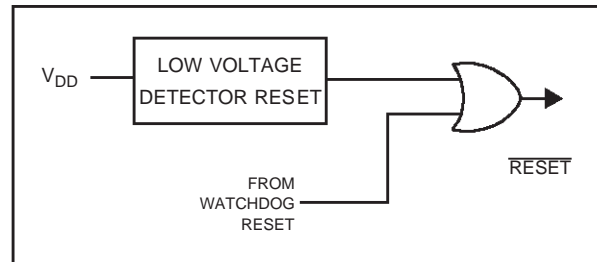 LOW VOLTAGE
DETECTOR RESET
V_DD
RESET
FROM
WATCHDOG
RESET